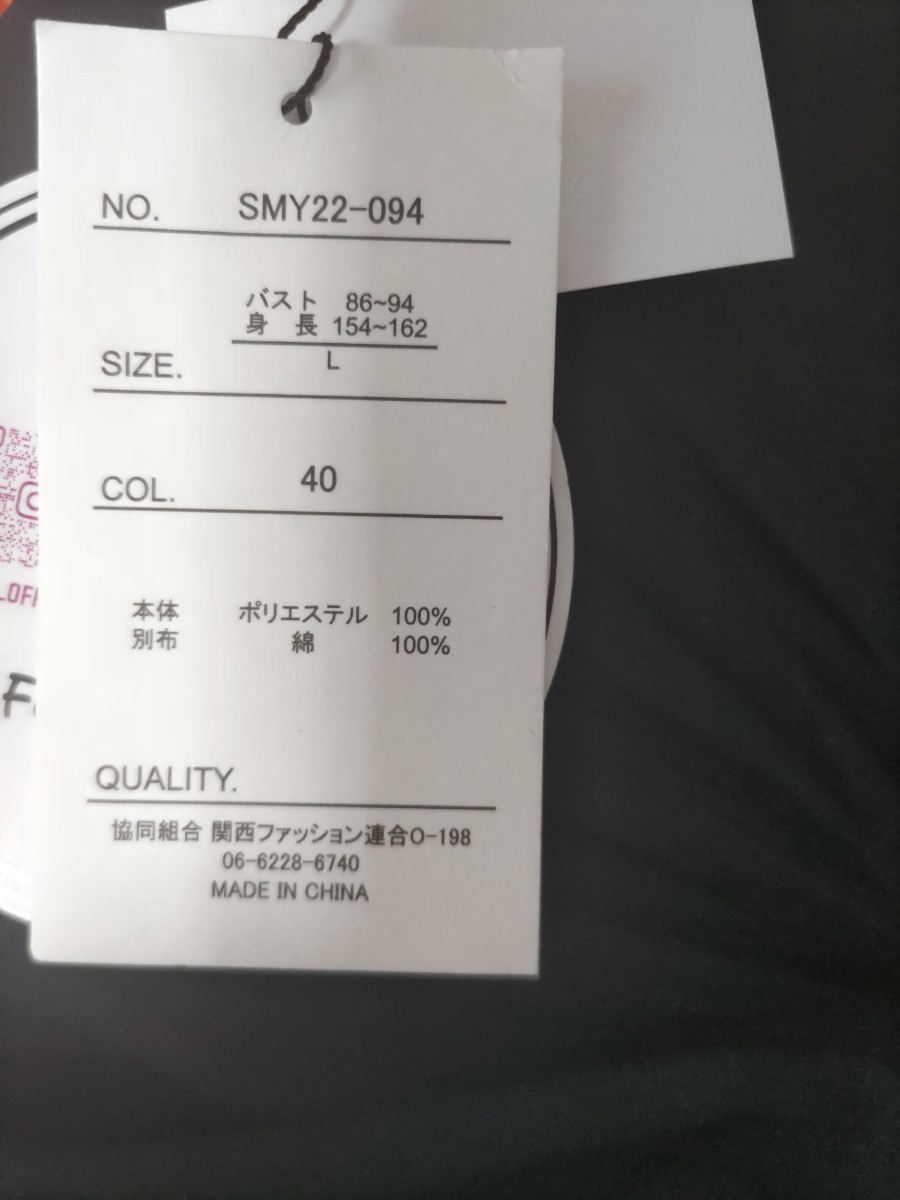 NO. SMY22-094
バスト 86~94
身 長 154~162
SIZE. L
COL. 40
本体 ポリエステル 100%
別布 綿 100%
QUALITY.
協同組合 関西ファッション連合O-198
06-6228-6740
MADE IN CHINA